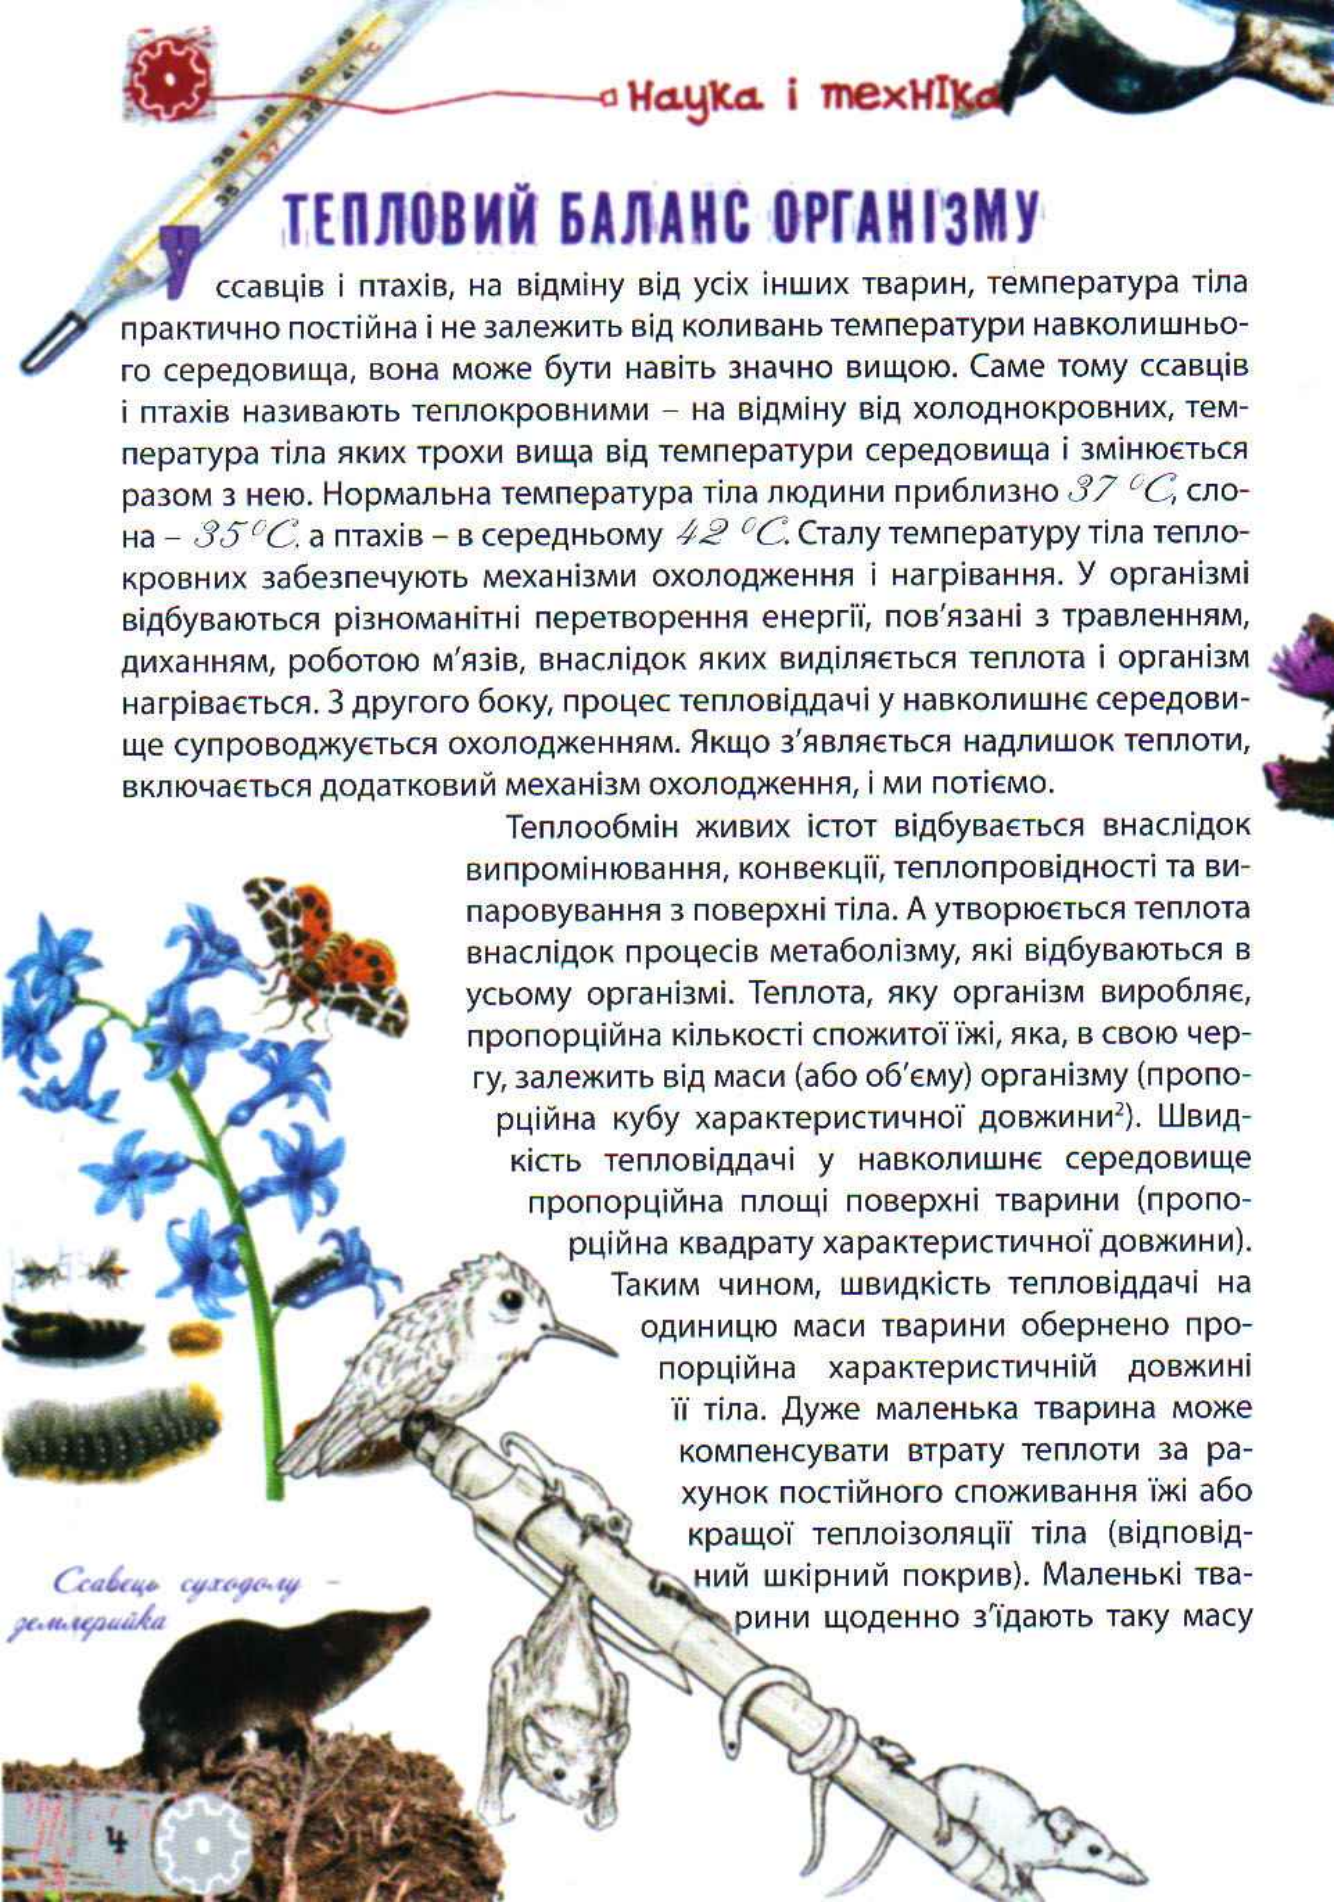 Наука і техніка
35 36 37 38 39 40 41 42 °C
ТЕПЛОВИЙ БАЛАНС ОРГАНІЗМУ
У ссавців і птахів, на відміну від усіх інших тварин, температура тіла
практично постійна і не залежить від коливань температури навколишньо-
го середовища, вона може бути навіть значно вищою. Саме тому ссавців
і птахів називають теплокровними – на відміну від холоднокровних, тем-
пература тіла яких трохи вища від температури середовища і змінюється
разом з нею. Нормальна температура тіла людини приблизно 37 °C, сло-
на – 35 °C, а птахів – в середньому 42 °C. Сталу температуру тіла тепло-
кровних забезпечують механізми охолодження і нагрівання. У організмі
відбуваються різноманітні перетворення енергії, пов'язані з травленням,
диханням, роботою м'язів, внаслідок яких виділяється теплота і організм
нагрівається. З другого боку, процес тепловіддачі у навколишнє середови-
ще супроводжується охолодженням. Якщо з'являється надлишок теплоти,
включається додатковий механізм охолодження, і ми потіємо.
Теплообмін живих істот відбувається внаслідок
випромінювання, конвекції, теплопровідності та ви-
паровування з поверхні тіла. А утворюється теплота
внаслідок процесів метаболізму, які відбуваються в
усьому організмі. Теплота, яку організм виробляє,
пропорційна кількості спожитої їжі, яка, в свою чер-
гу, залежить від маси (або об'єму) організму (пропо-
рційна кубу характеристичної довжини²). Швид-
кість тепловіддачі у навколишнє середовище
пропорційна площі поверхні тварини (пропо-
рційна квадрату характеристичної довжини).
Таким чином, швидкість тепловіддачі на
одиницю маси тварини обернено про-
порційна характеристичній довжині
її тіла. Дуже маленька тварина може
компенсувати втрату теплоти за ра-
хунок постійного споживання їжі або
кращої теплоізоляції тіла (відповід-
ний шкірний покрив). Маленькі тва-
рини щоденно з'їдають таку масу
Ссавець суходолу –
землерийка
4